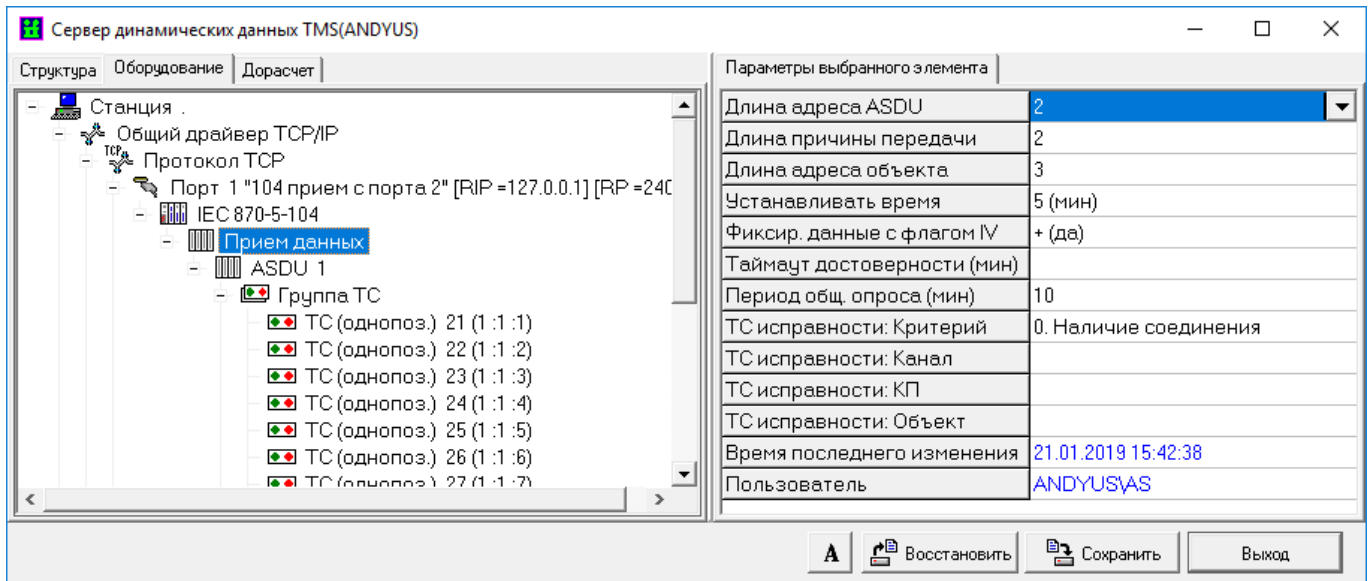 Сервер динамических данных TMS(ANDYUS)
Структура Оборудование Дорасчет
Станция .
Общий драйвер TCP/IP
TCP
Протокол TCP
Порт 1 "104 прием с порта 2" [RIP =127.0.0.1] [RP =240
IEC 870-5-104
Прием данных
ASDU 1
Группа ТС
ТС (однопоз.) 21 (1 :1 :1)
ТС (однопоз.) 22 (1 :1 :2)
ТС (однопоз.) 23 (1 :1 :3)
ТС (однопоз.) 24 (1 :1 :4)
ТС (однопоз.) 25 (1 :1 :5)
ТС (однопоз.) 26 (1 :1 :6)
ТС (однопоз.) 27 (1 :1 :7)
Параметры выбранного элемента
Длина адреса ASDU 2
Длина причины передачи 2
Длина адреса объекта 3
Устанавливать время 5 (мин)
Фиксир. данные с флагом IV + (да)
Таймаут достоверности (мин)
Период общ. опроса (мин) 10
ТС исправности: Критерий 0. Наличие соединения
ТС исправности: Канал
ТС исправности: КП
ТС исправности: Объект
Время последнего изменения 21.01.2019 15:42:38
Пользователь ANDYUS\AS
A Восстановить Сохранить Выход